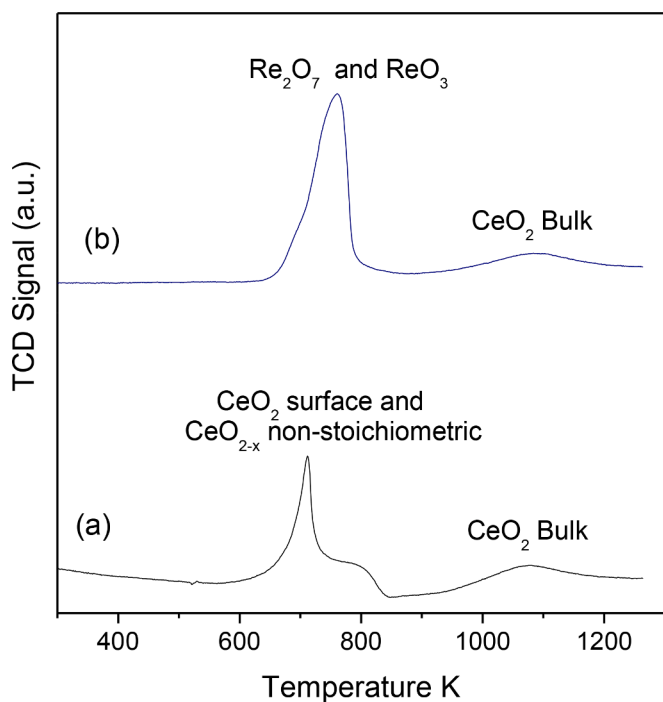 Re₂O₇ and ReO₃
(b)
CeO₂ Bulk
CeO₂ surface and
CeO₂₋ₓ non-stoichiometric
(a)
CeO₂ Bulk
TCD Signal (a.u.)
400 600 800 1000 1200
Temperature K